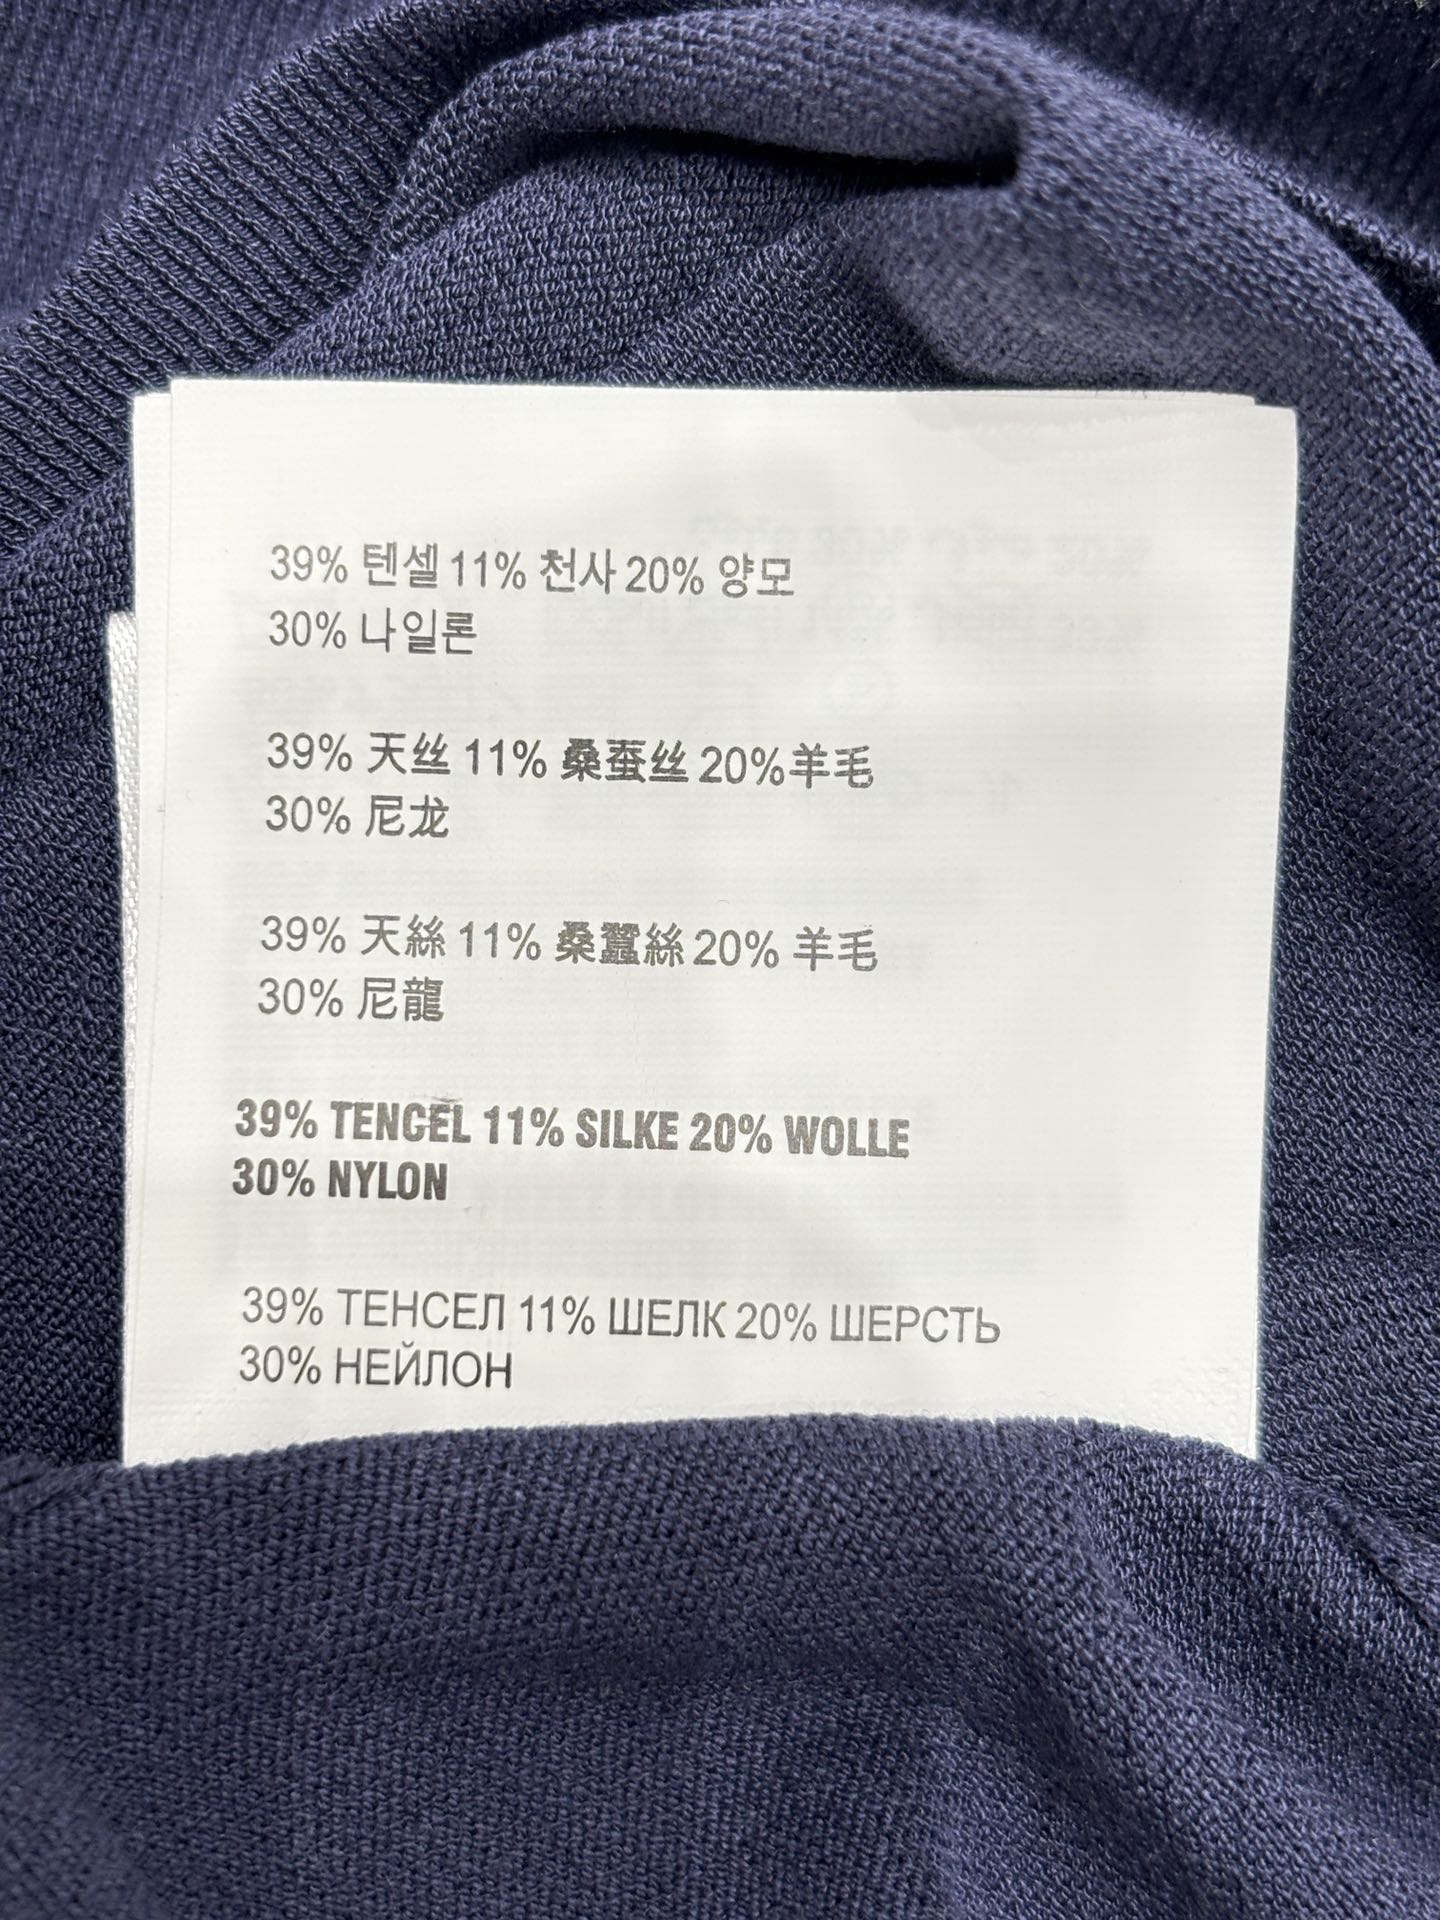 39% 텐셀 11% 천사 20% 양모
30% 나일론
39% 天丝 11% 桑蚕丝 20%羊毛
30% 尼龙
39% 天絲 11% 桑蠶絲 20% 羊毛
30% 尼龍
39% TENCEL 11% SILKE 20% WOLLE
30% NYLON
39% ТЕНСЕЛ 11% ШЕЛК 20% ШЕРСТЬ
30% НЕЙЛОН